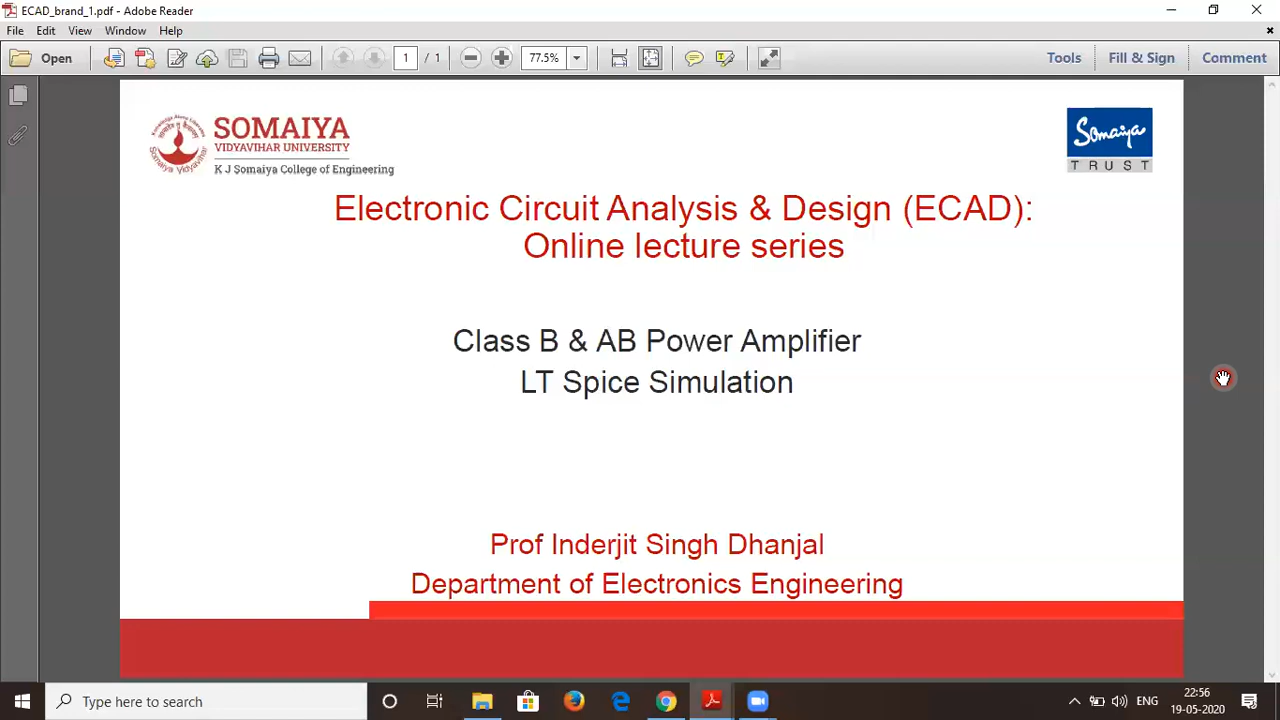 ECAD_brand_1.pdf - Adobe Reader
File Edit View Window Help
Open 1 / 1 77.5% Tools Fill & Sign Comment
SOMAIYA
VIDYAVIHAR UNIVERSITY
K J Somaiya College of Engineering
Somaiya
TRUST
Electronic Circuit Analysis & Design (ECAD):
Online lecture series
Class B & AB Power Amplifier
LT Spice Simulation
Prof Inderjit Singh Dhanjal
Department of Electronics Engineering
Type here to search
ENG
22:56
19-05-2020